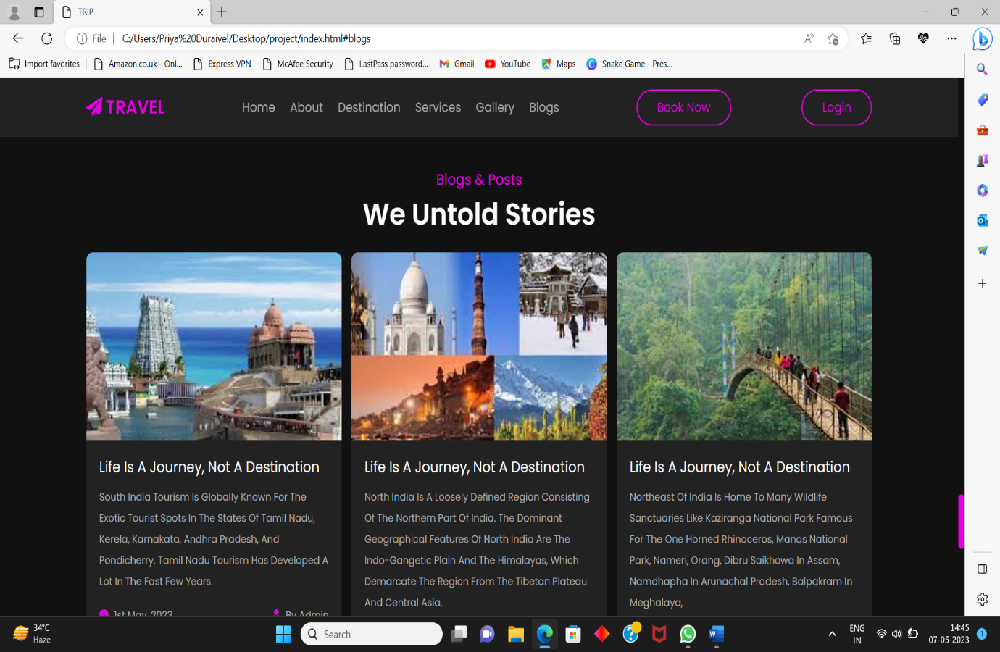 TRIP
File
C:/Users/Priya%20Duraivel/Desktop/project/index.html#blogs
Import favorites
Amazon.co.uk - Onl...
Express VPN
McAfee Security
LastPass password...
Gmail
YouTube
Maps
Snake Game - Pres...
TRAVEL
Home
About
Destination
Services
Gallery
Blogs
Book Now
Login
Blogs & Posts
We Untold Stories
Life Is A Journey, Not A Destination
South India Tourism Is Globally Known For The
Exotic Tourist Spots In The States Of Tamil Nadu,
Kerela, Karnakata, Andhra Pradesh, And
Pondicherry. Tamil Nadu Tourism Has Developed A
Lot In The Fast Few Years.
1st May, 2023
By Admin
Life Is A Journey, Not A Destination
North India Is A Loosely Defined Region Consisting
Of The Northern Part Of India. The Dominant
Geographical Features Of North India Are The
Indo-Gangetic Plain And The Himalayas, Which
Demarcate The Region From The Tibetan Plateau
And Central Asia.
Life Is A Journey, Not A Destination
Northeast Of India Is Home To Many Wildlife
Sanctuaries Like Kaziranga National Park Famous
For The One Horned Rhinoceros, Manas National
Park, Nameri, Orang, Dibru Saikhowa In Assam,
Namdhapha In Arunachal Pradesh, Balpakram In
Meghalaya,
34°C
Haze
Search
ENG
IN
14:45
07-05-2023
1